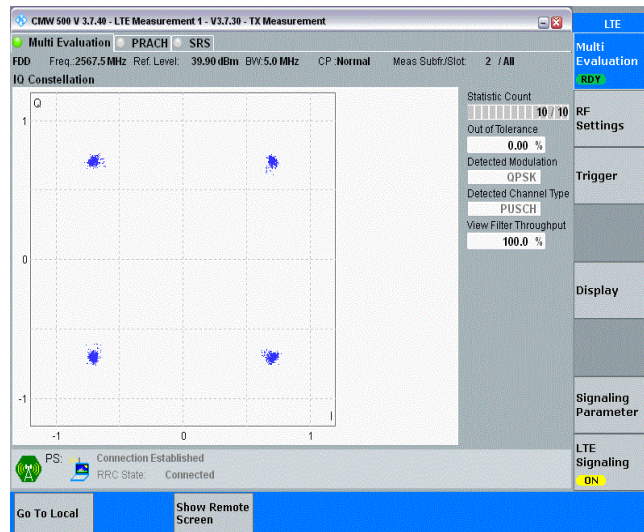 CMW 500 V 3.7.40 - LTE Measurement 1 - V3.7.30 - TX Measurement
LTE
Multi Evaluation PRACH SRS
Multi
Evaluation
RDY
FDD Freq.:2567.5 MHz Ref. Level: 39.90 dBm BW:5.0 MHz CP :Normal Meas Subfr./Slot: 2 / All
IQ Constellation
Q
1
0
-1
I
-1 0 1
Statistic Count
10 / 10
Out of Tolerance
0.00 %
Detected Modulation
QPSK
Detected Channel Type
PUSCH
View Filter Throughput
100.0 %
RF
Settings
Trigger
Display
Signaling
Parameter
LTE
Signaling
ON
PS: Connection Established
RRC State: Connected
Go To Local
Show Remote
Screen